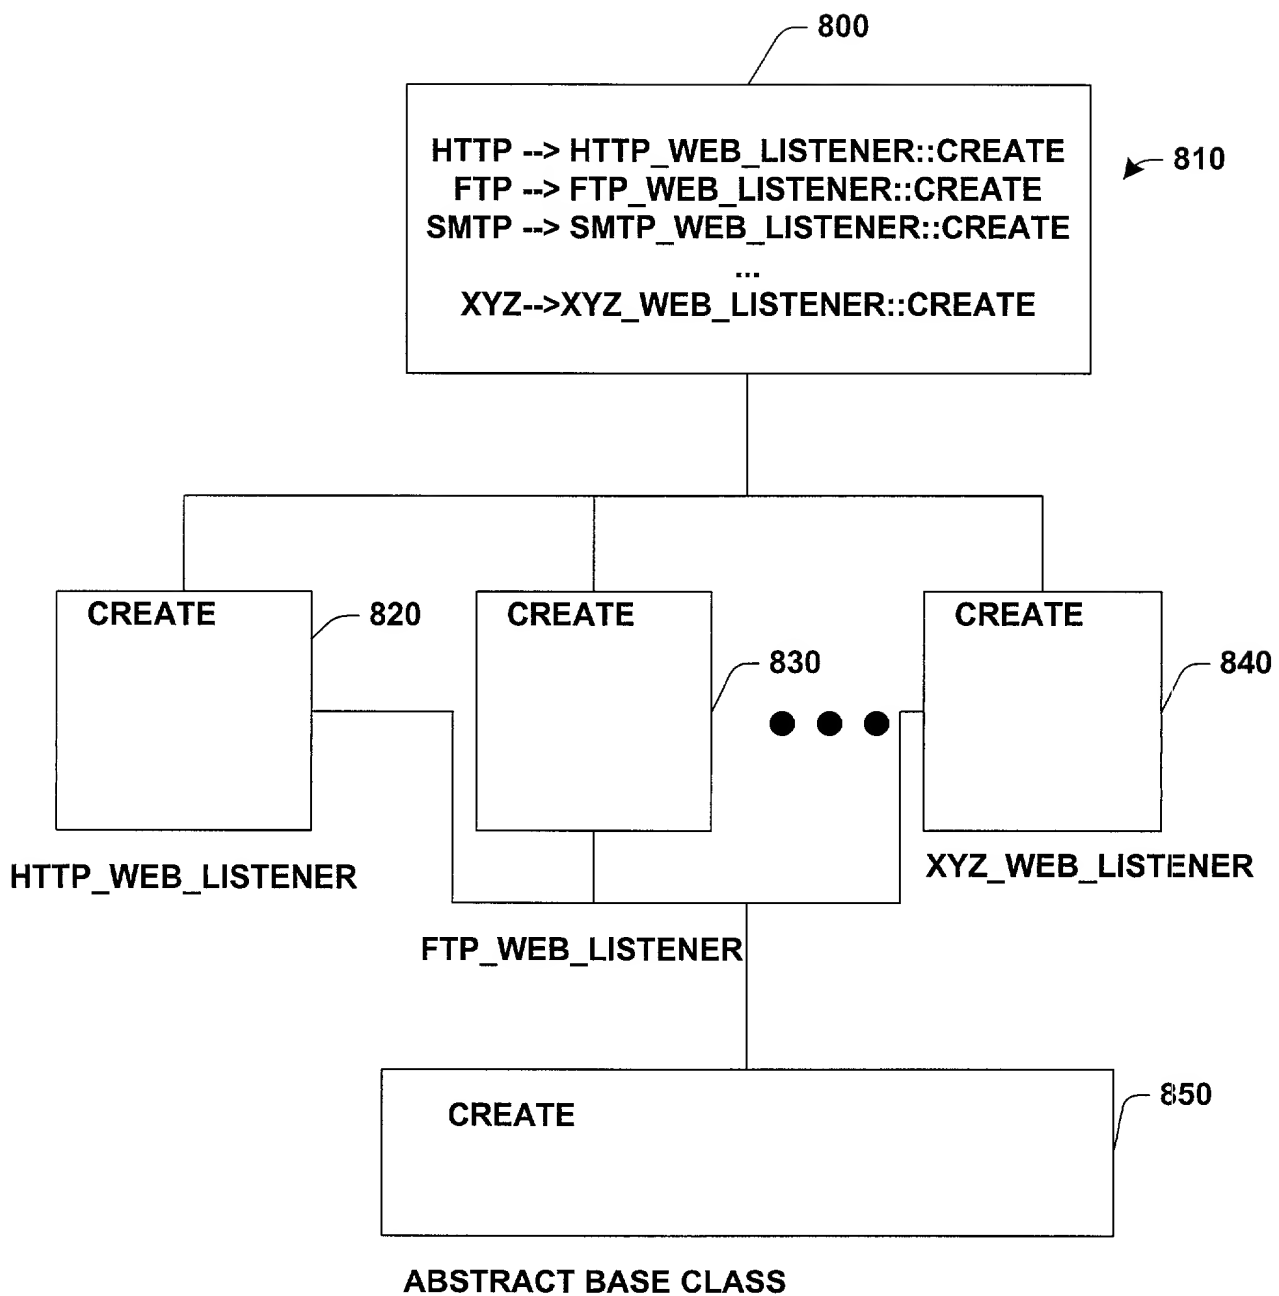 800
HTTP --> HTTP_WEB_LISTENER::CREATE
810
FTP --> FTP_WEB_LISTENER::CREATE
SMTP --> SMTP_WEB_LISTENER::CREATE
...
XYZ-->XYZ_WEB_LISTENER::CREATE
CREATE
820
CREATE
830
CREATE
840
HTTP_WEB_LISTENER
FTP_WEB_LISTENER
XYZ_WEB_LISTENER
CREATE
850
ABSTRACT BASE CLASS